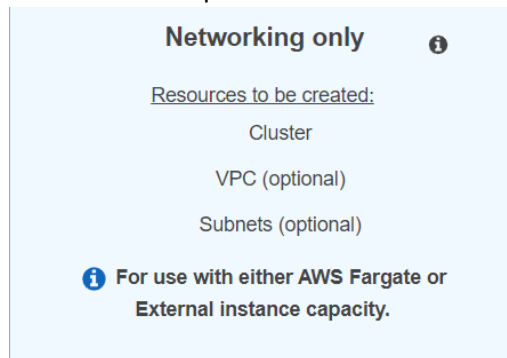 Networking only
Resources to be created:
Cluster
VPC (optional)
Subnets (optional)
For use with either AWS Fargate or
External instance capacity.